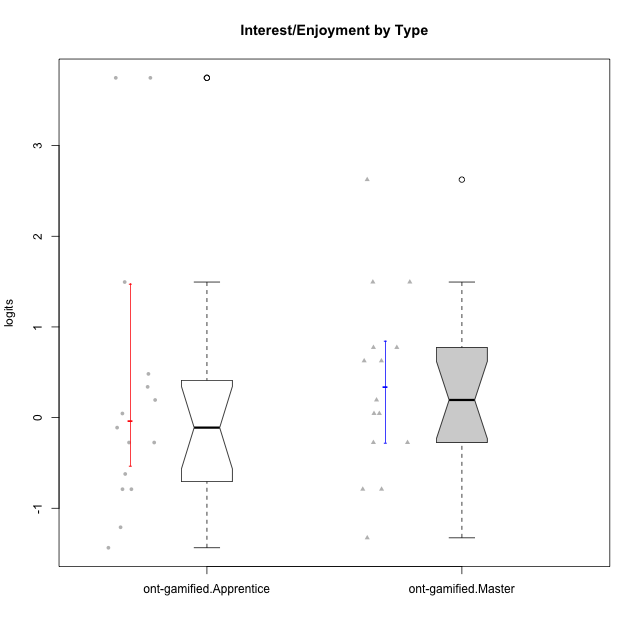 Interest/Enjoyment by Type
logits
3
2
1
0
-1
ont-gamified.Apprentice
ont-gamified.Master